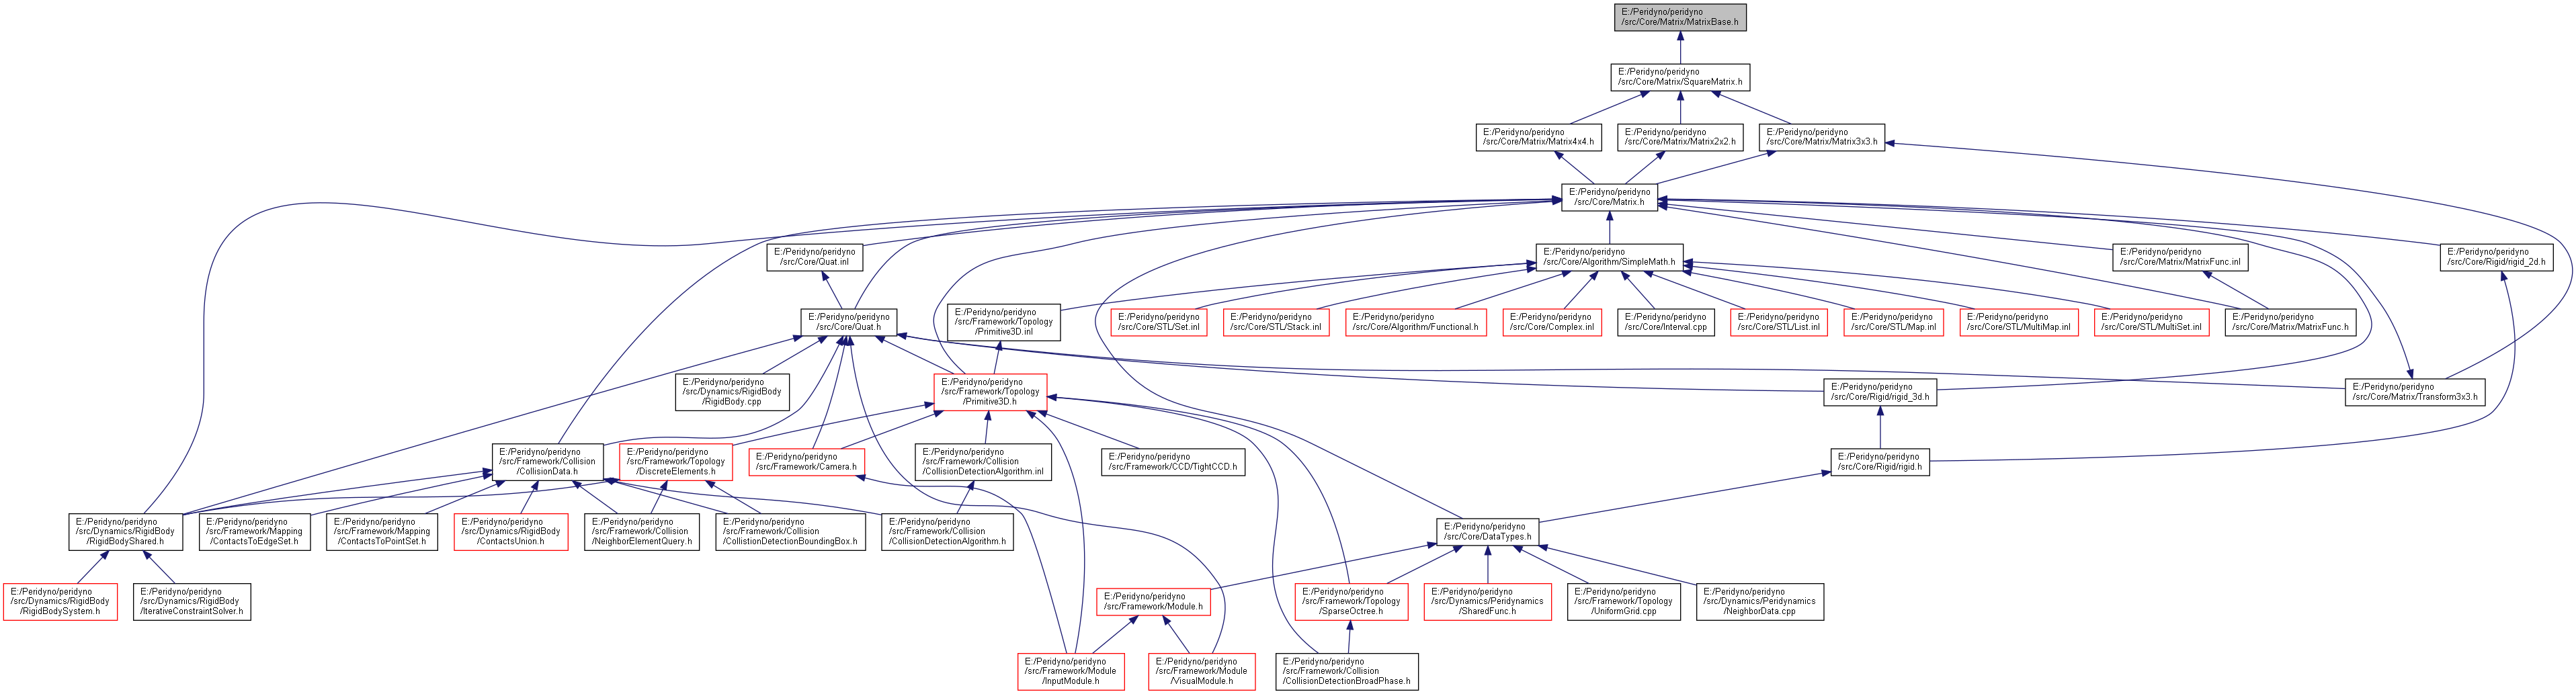 E:/Peridyno/peridyno
/src/Core/Matrix/MatrixBase.h
E:/Peridyno/peridyno
/src/Core/Matrix/SquareMatrix.h
E:/Peridyno/peridyno
/src/Core/Matrix/Matrix4x4.h
E:/Peridyno/peridyno
/src/Core/Matrix/Matrix2x2.h
E:/Peridyno/peridyno
/src/Core/Matrix/Matrix3x3.h
E:/Peridyno/peridyno
/src/Core/Matrix.h
E:/Peridyno/peridyno
/src/Core/Quat.inl
E:/Peridyno/peridyno
/src/Core/Algorithm/SimpleMath.h
E:/Peridyno/peridyno
/src/Core/Matrix/MatrixFunc.inl
E:/Peridyno/peridyno
/src/Core/Rigid/rigid_2d.h
E:/Peridyno/peridyno
/src/Core/Quat.h
E:/Peridyno/peridyno
/src/Framework/Topology
/Primitive3D.inl
E:/Peridyno/peridyno
/src/Core/STL/Set.inl
E:/Peridyno/peridyno
/src/Core/STL/Stack.inl
E:/Peridyno/peridyno
/src/Core/Algorithm/Functional.h
E:/Peridyno/peridyno
/src/Core/Complex.inl
E:/Peridyno/peridyno
/src/Core/Interval.cpp
E:/Peridyno/peridyno
/src/Core/STL/List.inl
E:/Peridyno/peridyno
/src/Core/STL/Map.inl
E:/Peridyno/peridyno
/src/Core/STL/MultiMap.inl
E:/Peridyno/peridyno
/src/Core/STL/MultiSet.inl
E:/Peridyno/peridyno
/src/Core/Matrix/MatrixFunc.h
E:/Peridyno/peridyno
/src/Dynamics/RigidBody
/RigidBody.cpp
E:/Peridyno/peridyno
/src/Framework/Topology
/Primitive3D.h
E:/Peridyno/peridyno
/src/Core/Rigid/rigid_3d.h
E:/Peridyno/peridyno
/src/Core/Matrix/Transform3x3.h
E:/Peridyno/peridyno
/src/Framework/Collision
/CollisionData.h
E:/Peridyno/peridyno
/src/Framework/Topology
/DiscreteElements.h
E:/Peridyno/peridyno
/src/Framework/Camera.h
E:/Peridyno/peridyno
/src/Framework/Collision
/CollisionDetectionAlgorithm.inl
E:/Peridyno/peridyno
/src/Framework/CCD/TightCCD.h
E:/Peridyno/peridyno
/src/Core/Rigid/rigid.h
E:/Peridyno/peridyno
/src/Dynamics/RigidBody
/RigidBodyShared.h
E:/Peridyno/peridyno
/src/Framework/Mapping
/ContactsToEdgeSet.h
E:/Peridyno/peridyno
/src/Framework/Mapping
/ContactsToPointSet.h
E:/Peridyno/peridyno
/src/Dynamics/RigidBody
/ContactsUnion.h
E:/Peridyno/peridyno
/src/Framework/Collision
/NeighborElementQuery.h
E:/Peridyno/peridyno
/src/Framework/Collision
/CollistionDetectionBoundingBox.h
E:/Peridyno/peridyno
/src/Framework/Collision
/CollisionDetectionAlgorithm.h
E:/Peridyno/peridyno
/src/Core/DataTypes.h
E:/Peridyno/peridyno
/src/Dynamics/RigidBody
/RigidBodySystem.h
E:/Peridyno/peridyno
/src/Dynamics/RigidBody
/IterativeConstraintSolver.h
E:/Peridyno/peridyno
/src/Framework/Module.h
E:/Peridyno/peridyno
/src/Framework/Topology
/SparseOctree.h
E:/Peridyno/peridyno
/src/Dynamics/Peridynamics
/SharedFunc.h
E:/Peridyno/peridyno
/src/Framework/Topology
/UniformGrid.cpp
E:/Peridyno/peridyno
/src/Dynamics/Peridynamics
/NeighborData.cpp
E:/Peridyno/peridyno
/src/Framework/Module
/InputModule.h
E:/Peridyno/peridyno
/src/Framework/Module
/VisualModule.h
E:/Peridyno/peridyno
/src/Framework/Collision
/CollisionDetectionBroadPhase.h